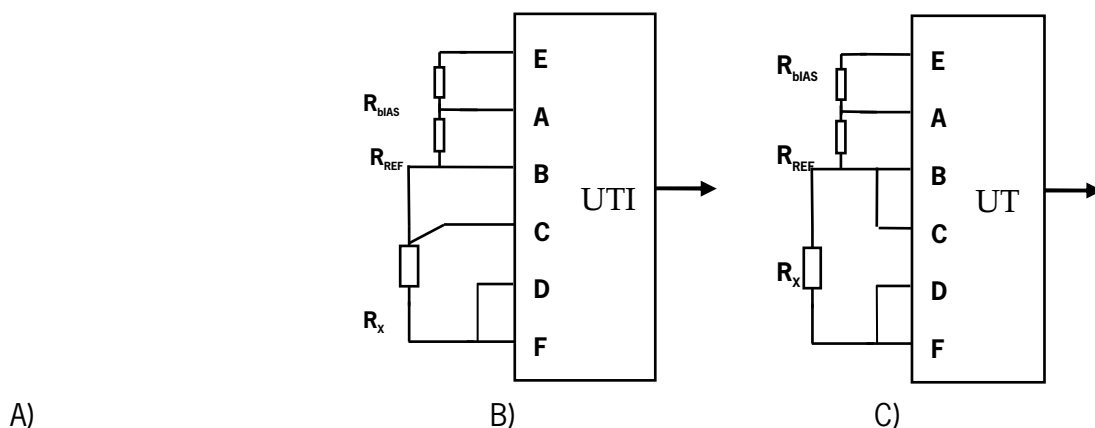 E
R_bIAS
A
R_REF
B
UTI
C
D
R_X
F
E
R_bIAS
A
R_REF
B
UT
C
R_X
D
F
A)
B)
C)